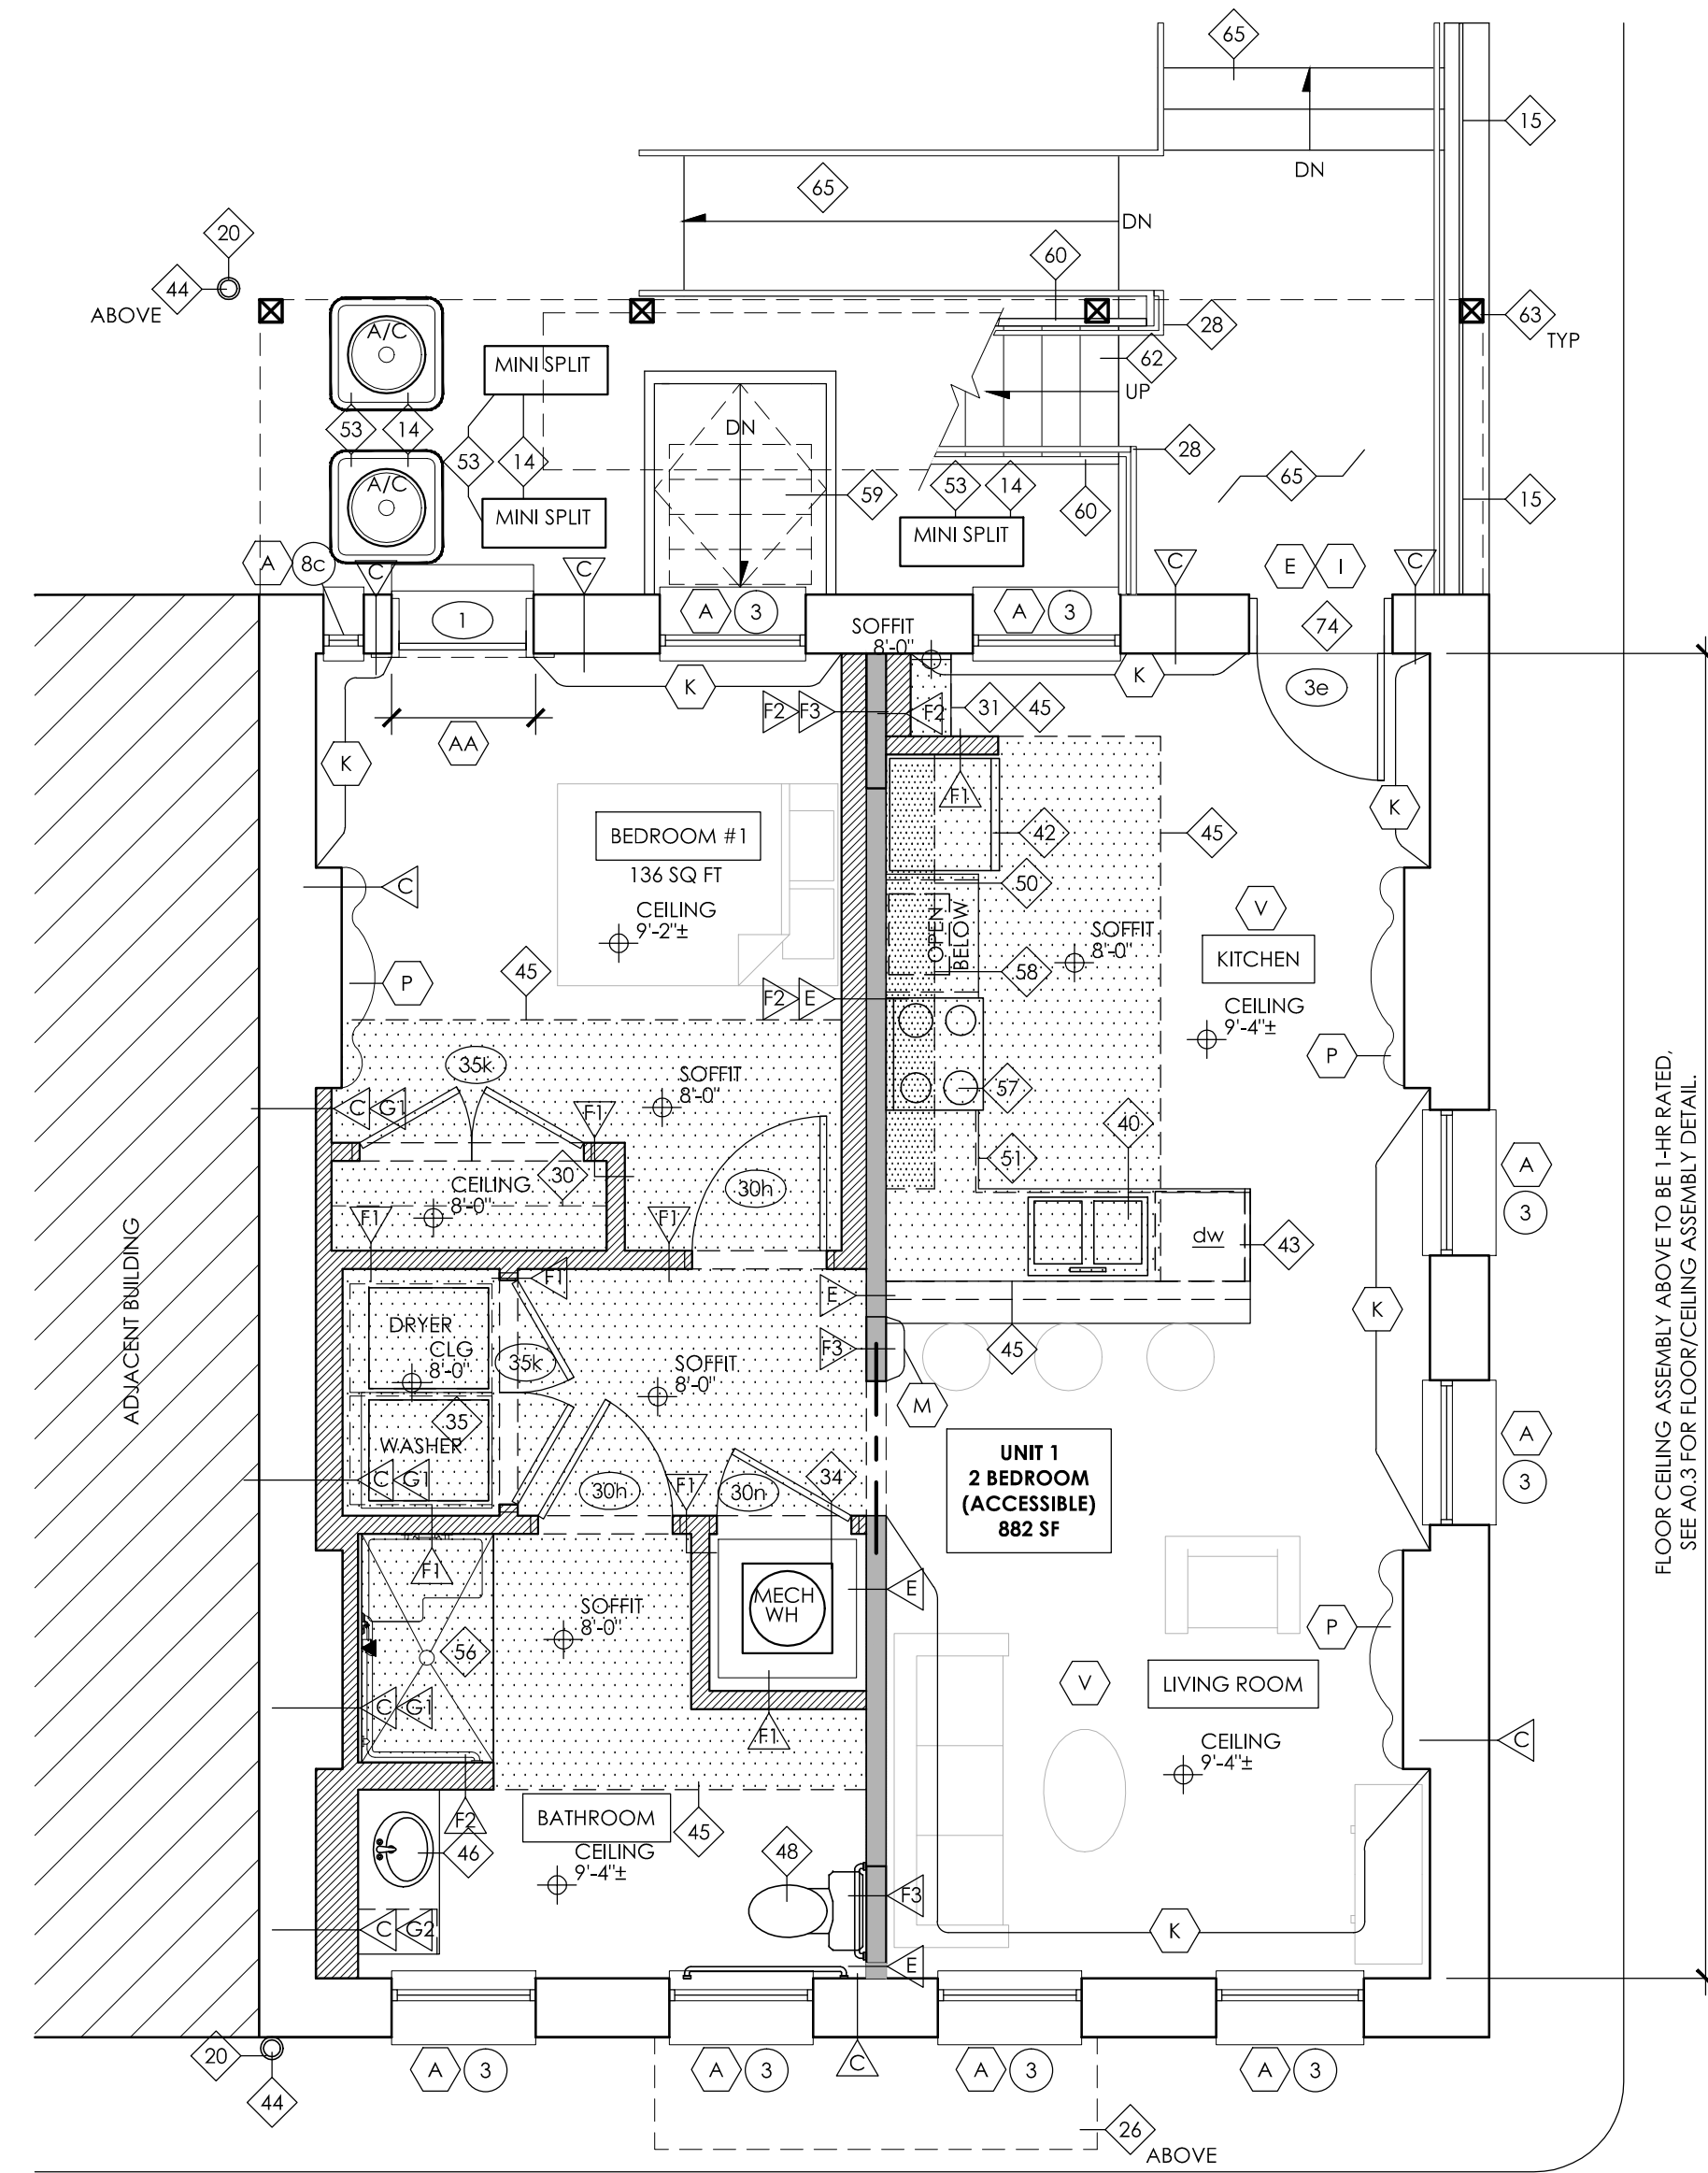 65
15
DN
65
DN
20
60
44
ABOVE
A/C
28
63
TYP
MINI SPLIT
62
UP
DN
53
14
53
14
28
65
A/C
59
53
14
60
15
MINI SPLIT
MINI SPLIT
A
8c
C
C
C
E
I
C
1
A
3
A
3
SOFFIT
8'-0"
74
K
K
3e
F2
F3
F2
31
45
AA
K
F1
K
BEDROOM #1
136 SQ FT
42
45
C
50
CEILING
9'-2"±
OPEN
BELOW
V
SOFFIT
8'-0"
KITCHEN
45
58
P
F2
E
CEILING
9'-4"±
P
35k
SOFFIT
8'-0"
57
C
G1
F1
40
51
A
CEILING
8'-0"
30
30h
F1
F1
3
dw
43
F1
E
K
DRYER
CLG
8'-0"
35k
SOFFIT
8'-0"
F3
45
ADJACENT BUILDING
M
35
WASHER
A
C
G1
30h
F1
30n
34
3
UNIT 1
2 BEDROOM
(ACCESSIBLE)
882 SF
FLOOR CEILING ASSEMBLY ABOVE TO BE 1-HR RATED,
SEE A0.3 FOR FLOOR/CEILING ASSEMBLY DETAIL.
F1
SOFFIT
8'-0"
MECH
WH
E
P
56
V
LIVING ROOM
C
G1
F1
C
CEILING
9'-4"±
F2
BATHROOM
45
46
CEILING
9'-4"±
48
F3
C
G2
K
E
20
44
A
3
A
3
C
A
3
A
3
26
ABOVE